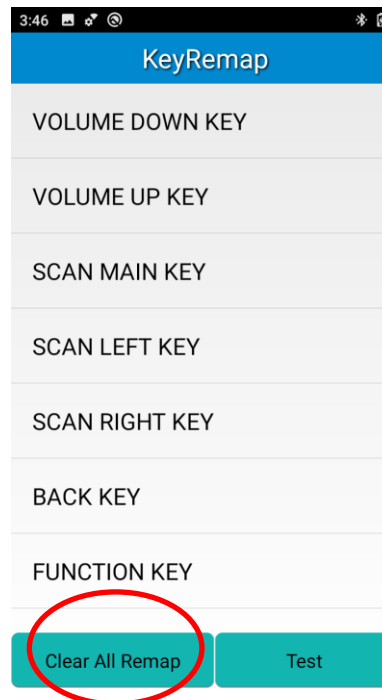 3:46
KeyRemap
VOLUME DOWN KEY
VOLUME UP KEY
SCAN MAIN KEY
SCAN LEFT KEY
SCAN RIGHT KEY
BACK KEY
FUNCTION KEY
Clear All Remap Test